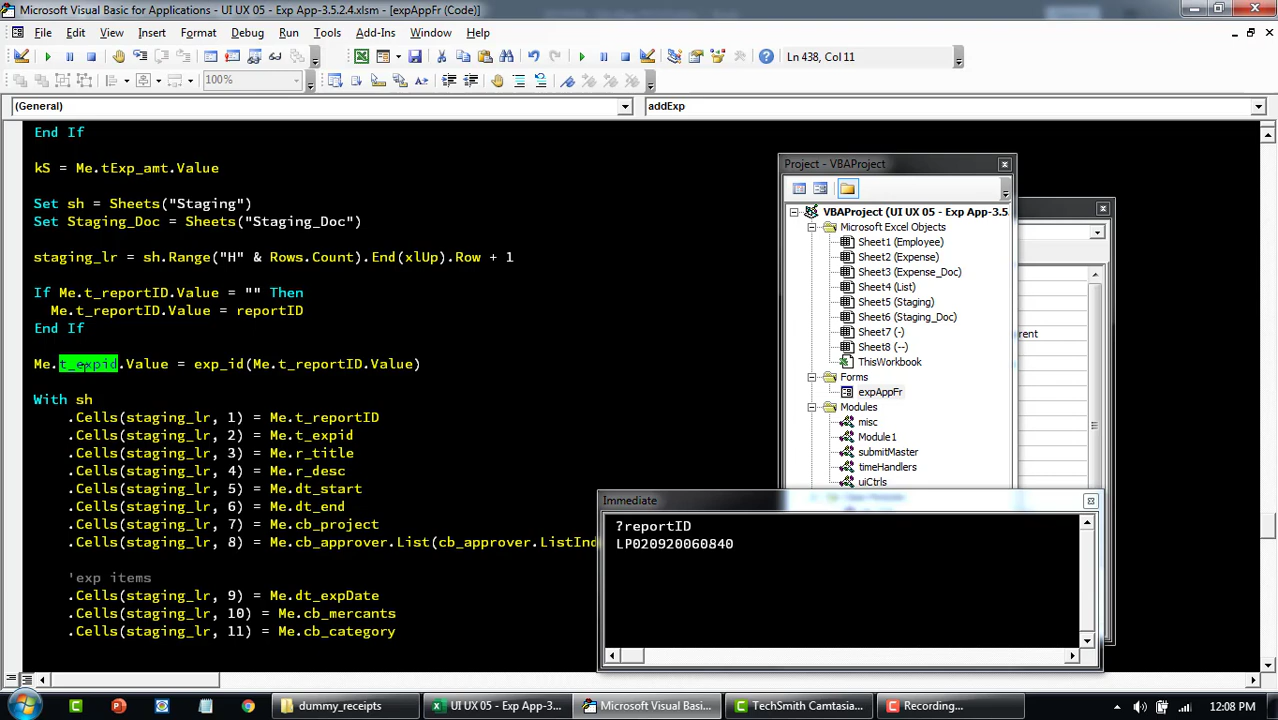 Microsoft Visual Basic for Applications - UI UX 05 - Exp App-3.5.2.4.xlsm - [expAppFr (Code)]
File Edit View Insert Format Debug Run Tools Add-Ins Window Help
Ln 438, Col 11
100%
(General) addExp
End If
kS = Me.tExp_amt.Value
Set sh = Sheets("Staging")
Set Staging_Doc = Sheets("Staging_Doc")
staging_lr = sh.Range("H" & Rows.Count).End(xlUp).Row + 1
If Me.t_reportID.Value = "" Then
Me.t_reportID.Value = reportID
End If
Me.t_expid.Value = exp_id(Me.t_reportID.Value)
With sh
.Cells(staging_lr, 1) = Me.t_reportID
.Cells(staging_lr, 2) = Me.t_expid
.Cells(staging_lr, 3) = Me.r_title
.Cells(staging_lr, 4) = Me.r_desc
.Cells(staging_lr, 5) = Me.dt_start
.Cells(staging_lr, 6) = Me.dt_end
.Cells(staging_lr, 7) = Me.cb_project
.Cells(staging_lr, 8) = Me.cb_approver.List(cb_approver.ListInd
'exp items
.Cells(staging_lr, 9) = Me.dt_expDate
.Cells(staging_lr, 10) = Me.cb_mercants
.Cells(staging_lr, 11) = Me.cb_category
Project - VBAProject
VBAProject (UI UX 05 - Exp App-3.5.
Microsoft Excel Objects
Sheet1 (Employee)
Sheet2 (Expense)
Sheet3 (Expense_Doc)
Sheet4 (List)
Sheet5 (Staging)
Sheet6 (Staging_Doc)
Sheet7 (-)
Sheet8 (--)
ThisWorkbook
Forms
expAppFr
Modules
misc
Module1
submitMaster
timeHandlers
uiCtrls
rent
Immediate
?reportID
LP020920060840
dummy_receipts
UI UX 05 - Exp App-3....
Microsoft Visual Basi...
TechSmith Camtasia...
Recording...
12:08 PM